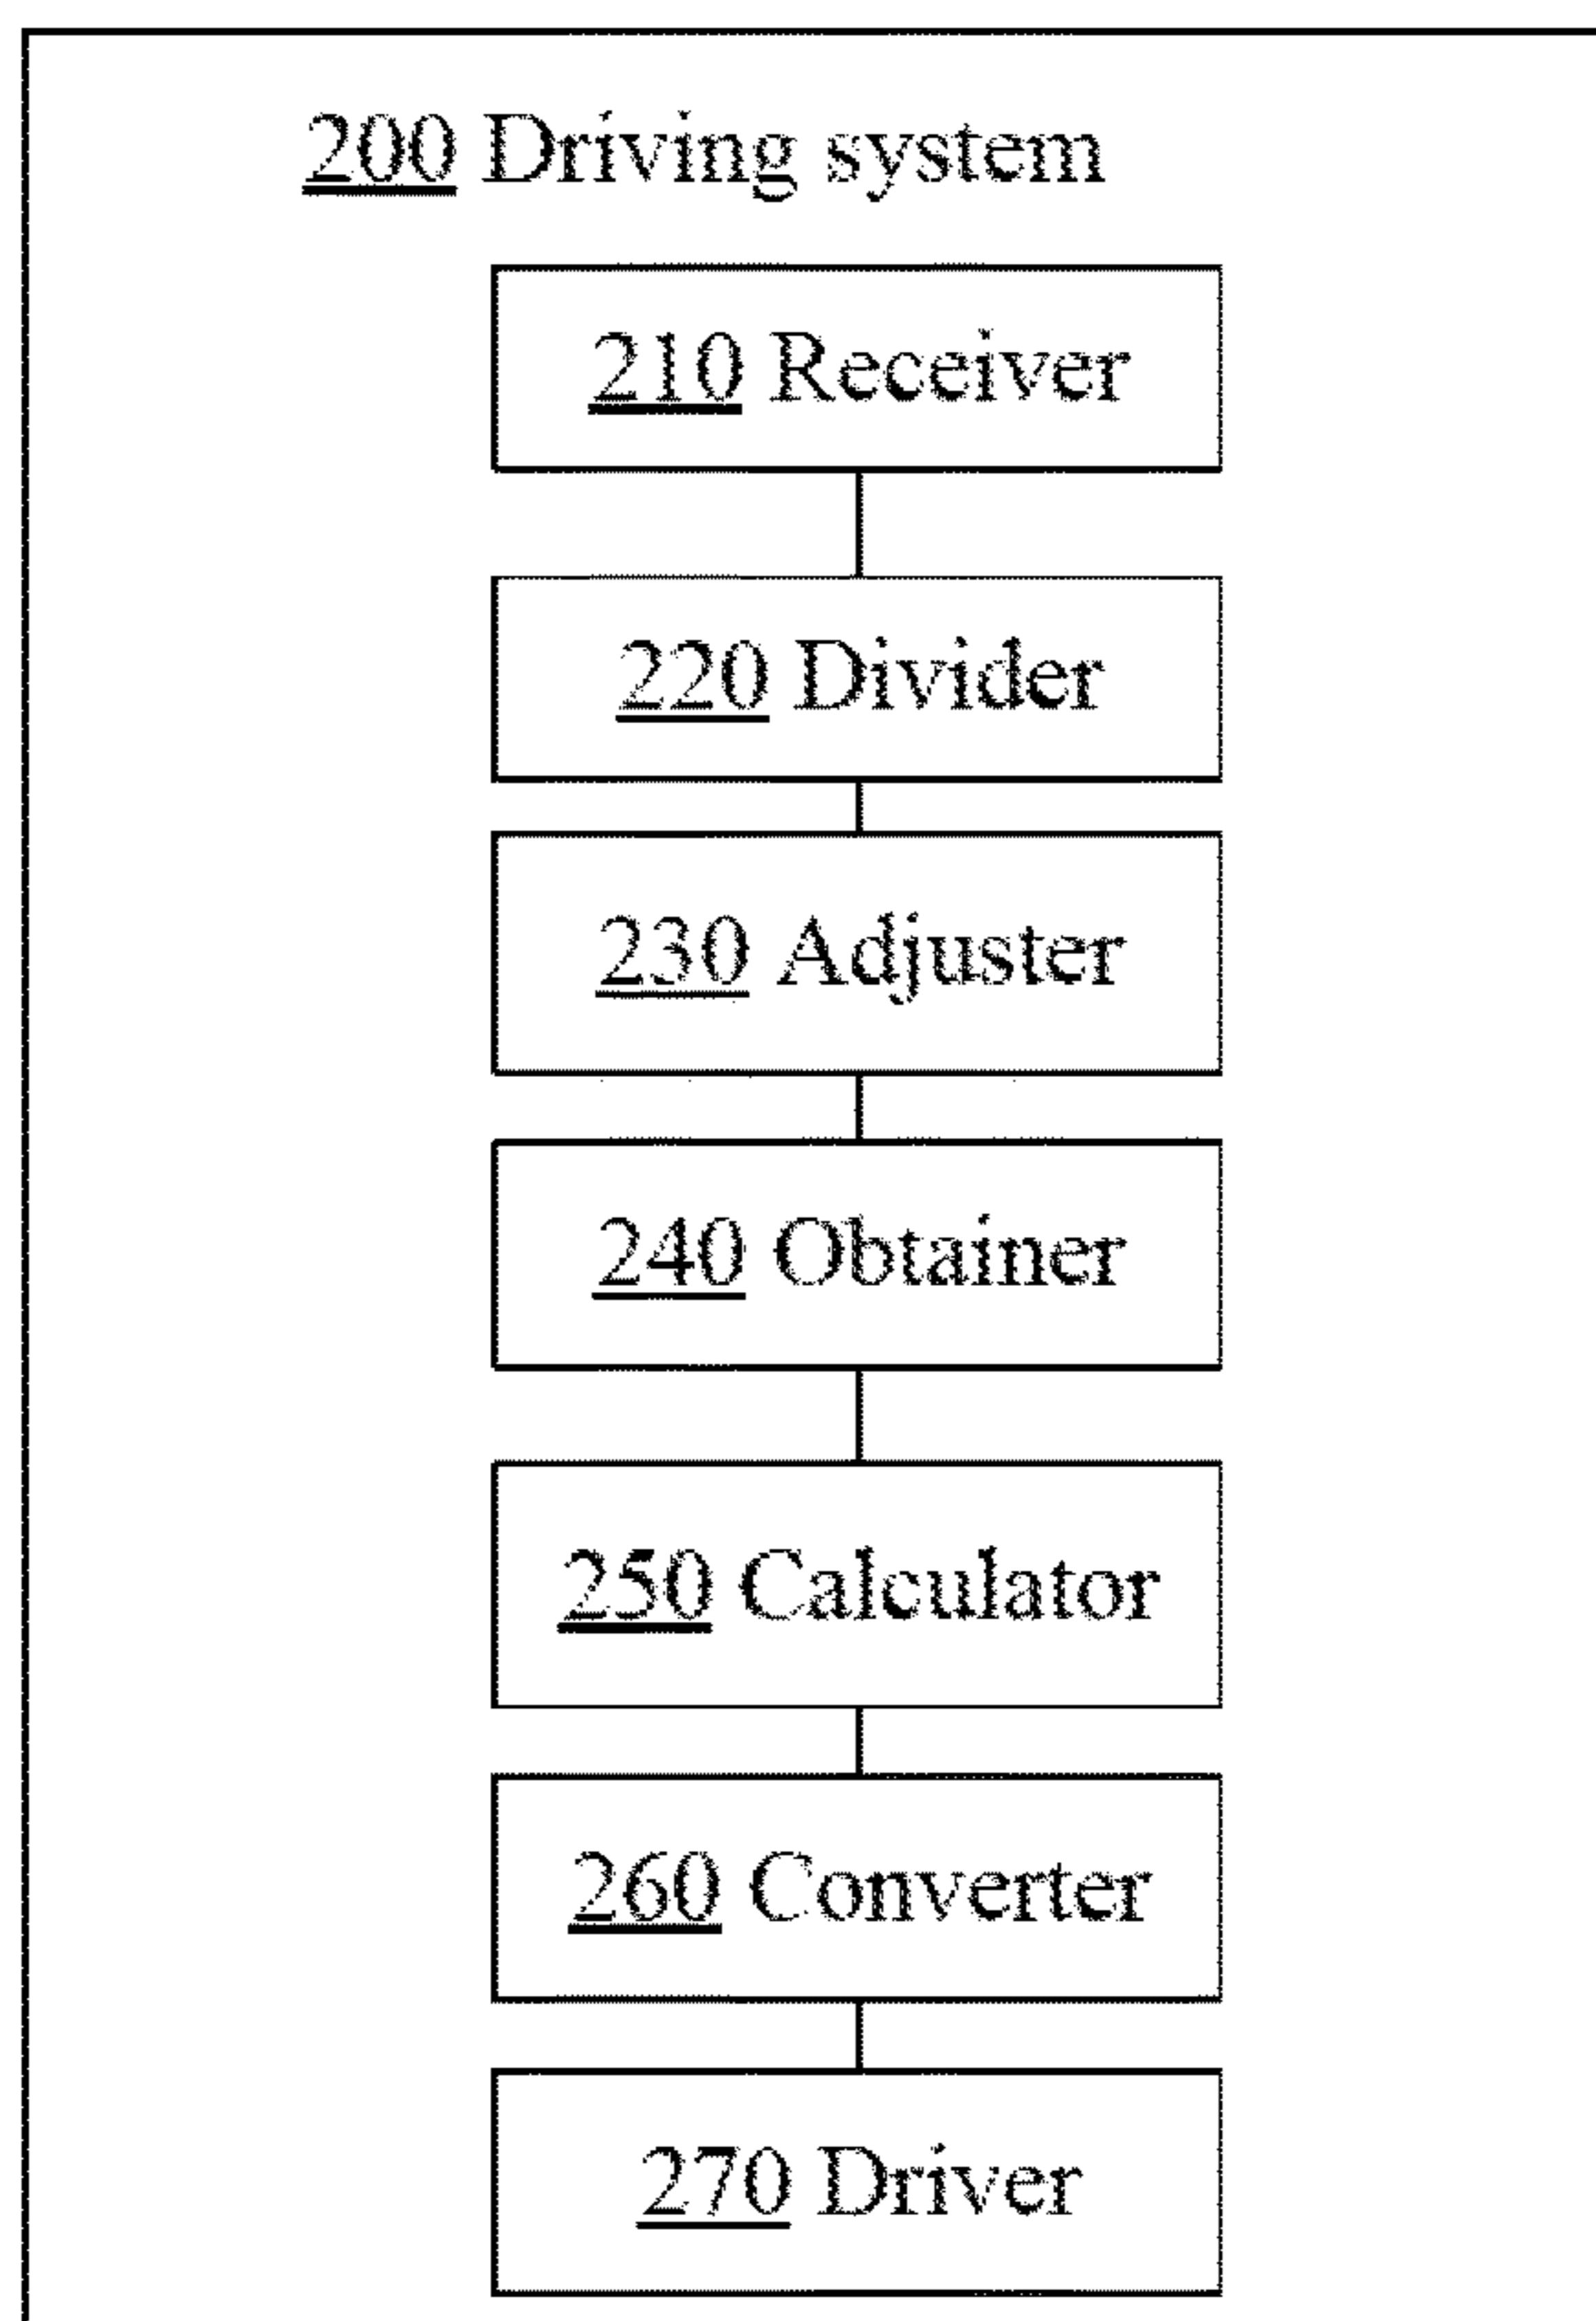 200 Driving system
210 Receiver
220 Divider
230 Adjuster
240 Obtainer
250 Calculator
260 Converter
270 Driver